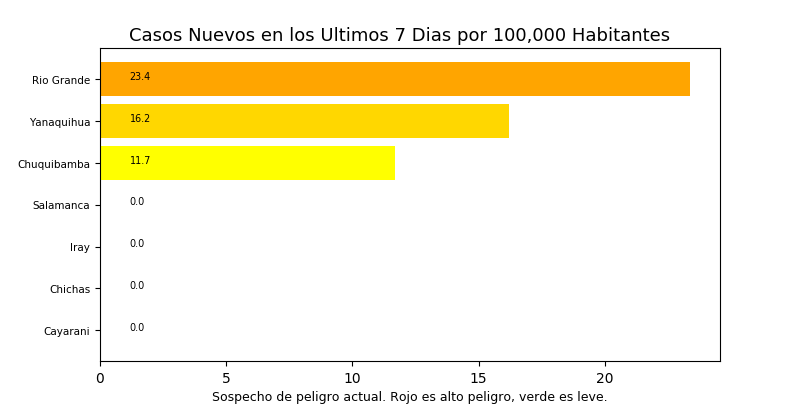 Casos Nuevos en los Ultimos 7 Dias por 100,000 Habitantes
Rio Grande 23.4
Yanaquihua 16.2
Chuquibamba 11.7
Salamanca 0.0
Iray 0.0
Chichas 0.0
Cayarani 0.0
0 5 10 15 20
Sospecho de peligro actual. Rojo es alto peligro, verde es leve.